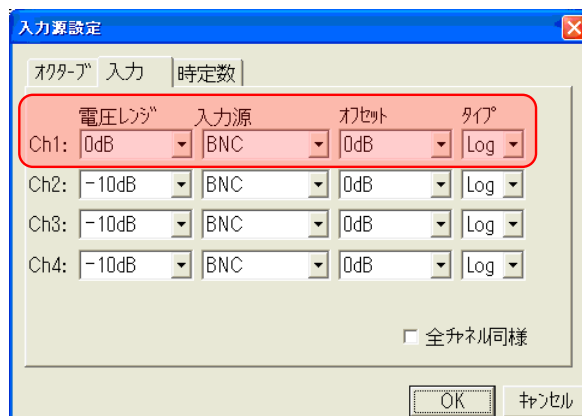 入力源設定
ｵｸﾀｰﾌﾞ 入力 時定数
電圧ﾚﾝｼﾞ 入力源 ｵﾌｾｯﾄ ﾀｲﾌﾟ
Ch1: 0dB BNC 0dB Log
Ch2: -10dB BNC 0dB Log
Ch3: -10dB BNC 0dB Log
Ch4: -10dB BNC 0dB Log
全ﾁｬﾈﾙ同様
OK ｷｬﾝｾﾙ